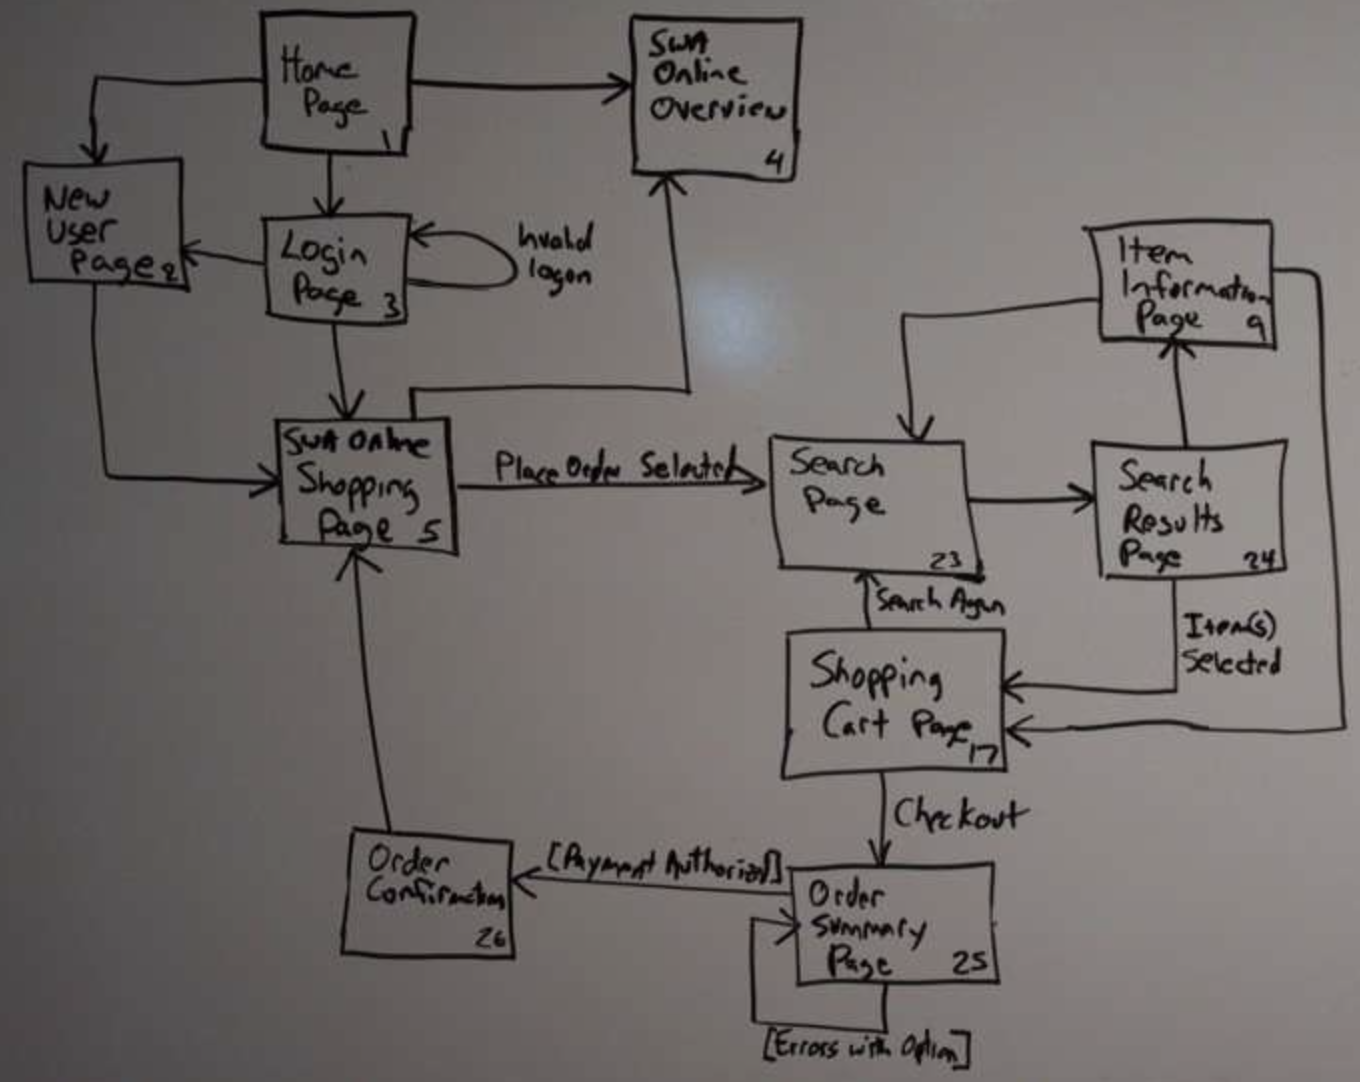 Home
Page
1
SWA
Online
Overview
4
New
User
Page 2
Login
Page 3
Invalid
logon
Item
Information
Page 9
SWA Online
Shopping
Page 5
Place Order Selected
Search
Page
23
Search
Results
Page 24
Search Again
Item(s)
Selected
Shopping
Cart Page
17
Checkout
Order
Confirmation
26
[Payment Authorized]
Order
Summary
Page 25
[Errors with Option]